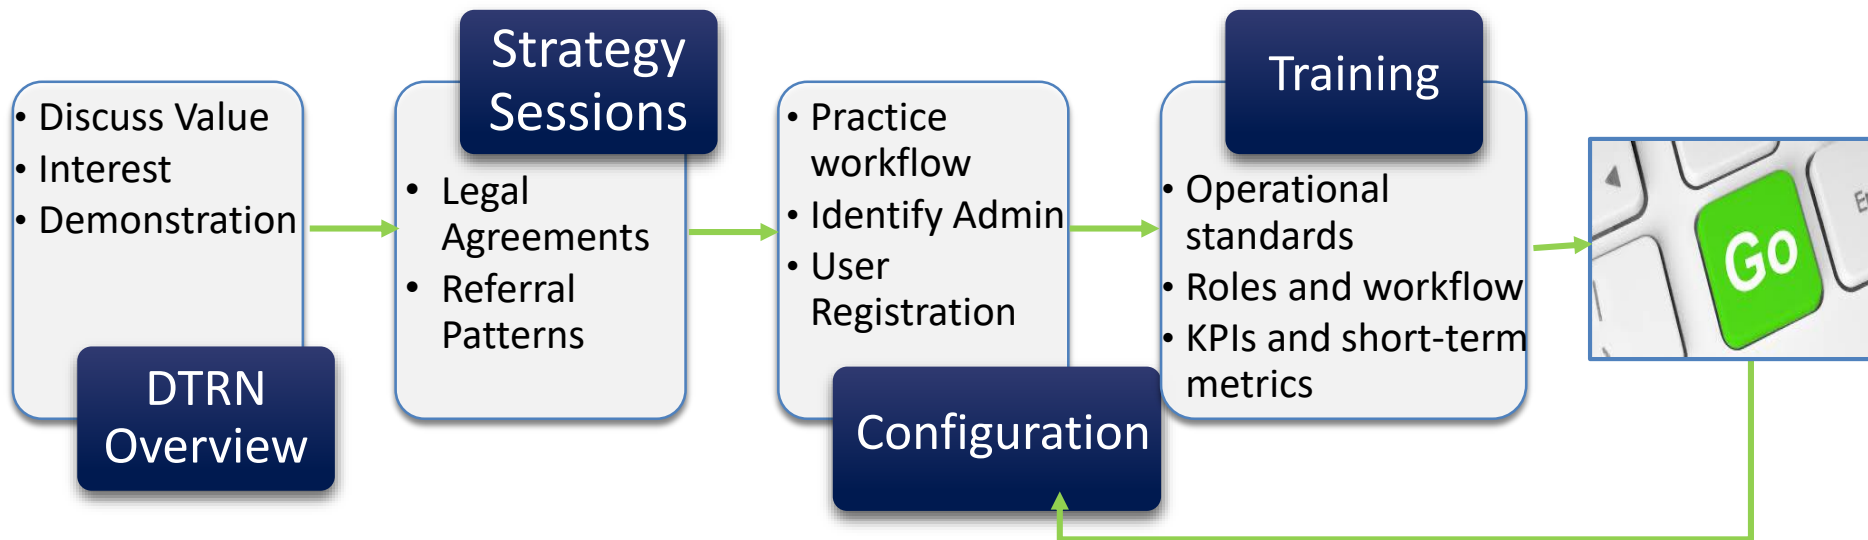 • Discuss Value
• Interest
• Demonstration
DTRN
Overview
Strategy
Sessions
• Legal
Agreements
• Referral
Patterns
• Practice
workflow
• Identify Admin
• User
Registration
Configuration
Training
• Operational
standards
• Roles and workflow
• KPIs and short-term
metrics
Go